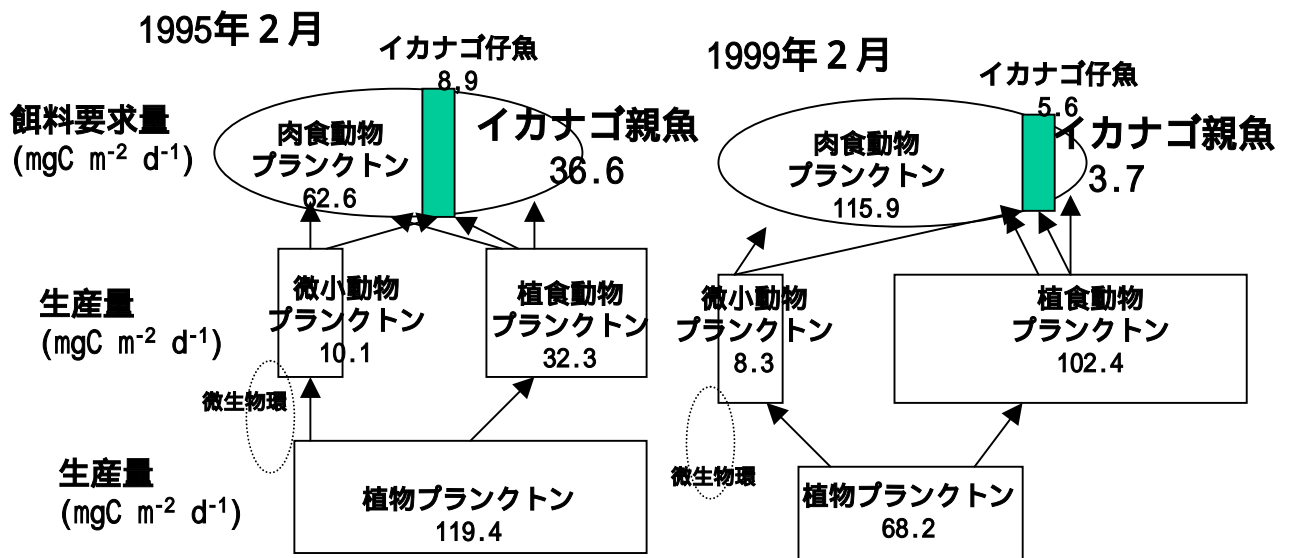 1995年2月
イカナゴ仔魚
8,9
餌料要求量
(mgC m-2 d-1)
肉食動物
プランクトン
62.6
イカナゴ親魚
36.6
生産量
(mgC m-2 d-1)
微小動物
プランクトン
10.1
植食動物
プランクトン
32.3
微生物環
生産量
(mgC m-2 d-1)
植物プランクトン
119.4
1999年2月
イカナゴ仔魚
5.6
肉食動物
プランクトン
115.9
イカナゴ親魚
3.7
微小動物
プランクトン
8.3
植食動物
プランクトン
102.4
微生物環
植物プランクトン
68.2